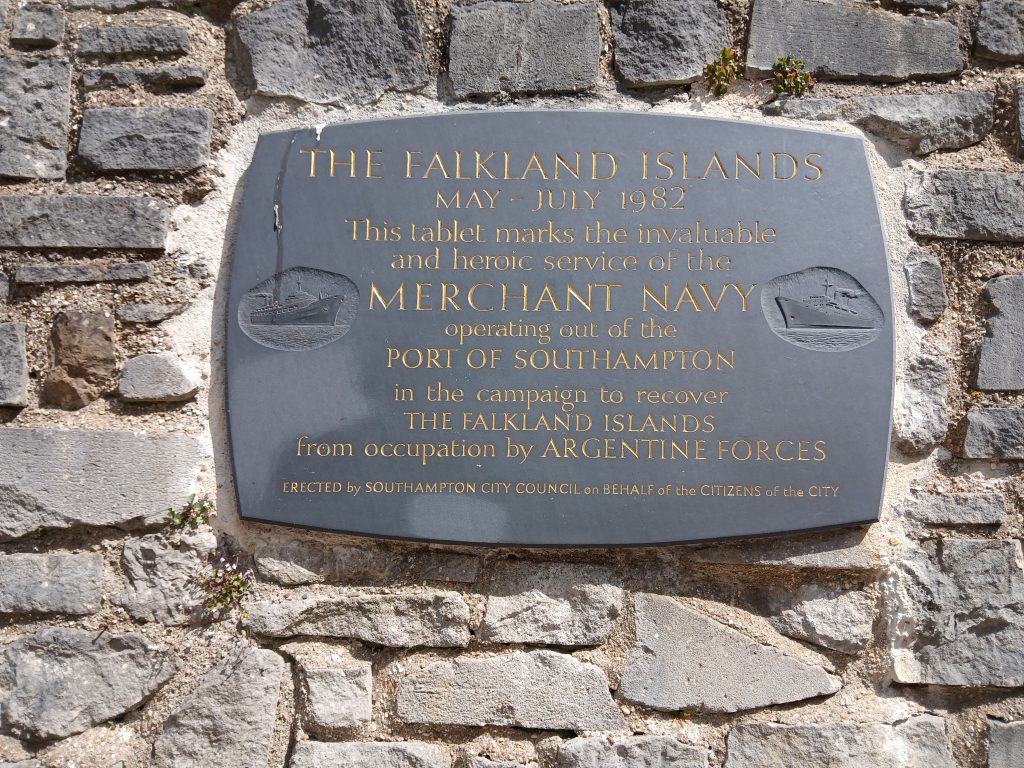 THE FALKLAND ISLANDS
MAY - JULY 1982
This tablet marks the invaluable
and heroic service of the
MERCHANT NAVY
operating out of the
PORT OF SOUTHAMPTON
in the campaign to recover
THE FALKLAND ISLANDS
from occupation by ARGENTINE FORCES
ERECTED by SOUTHAMPTON CITY COUNCIL on BEHALF of the CITIZENS of the CITY